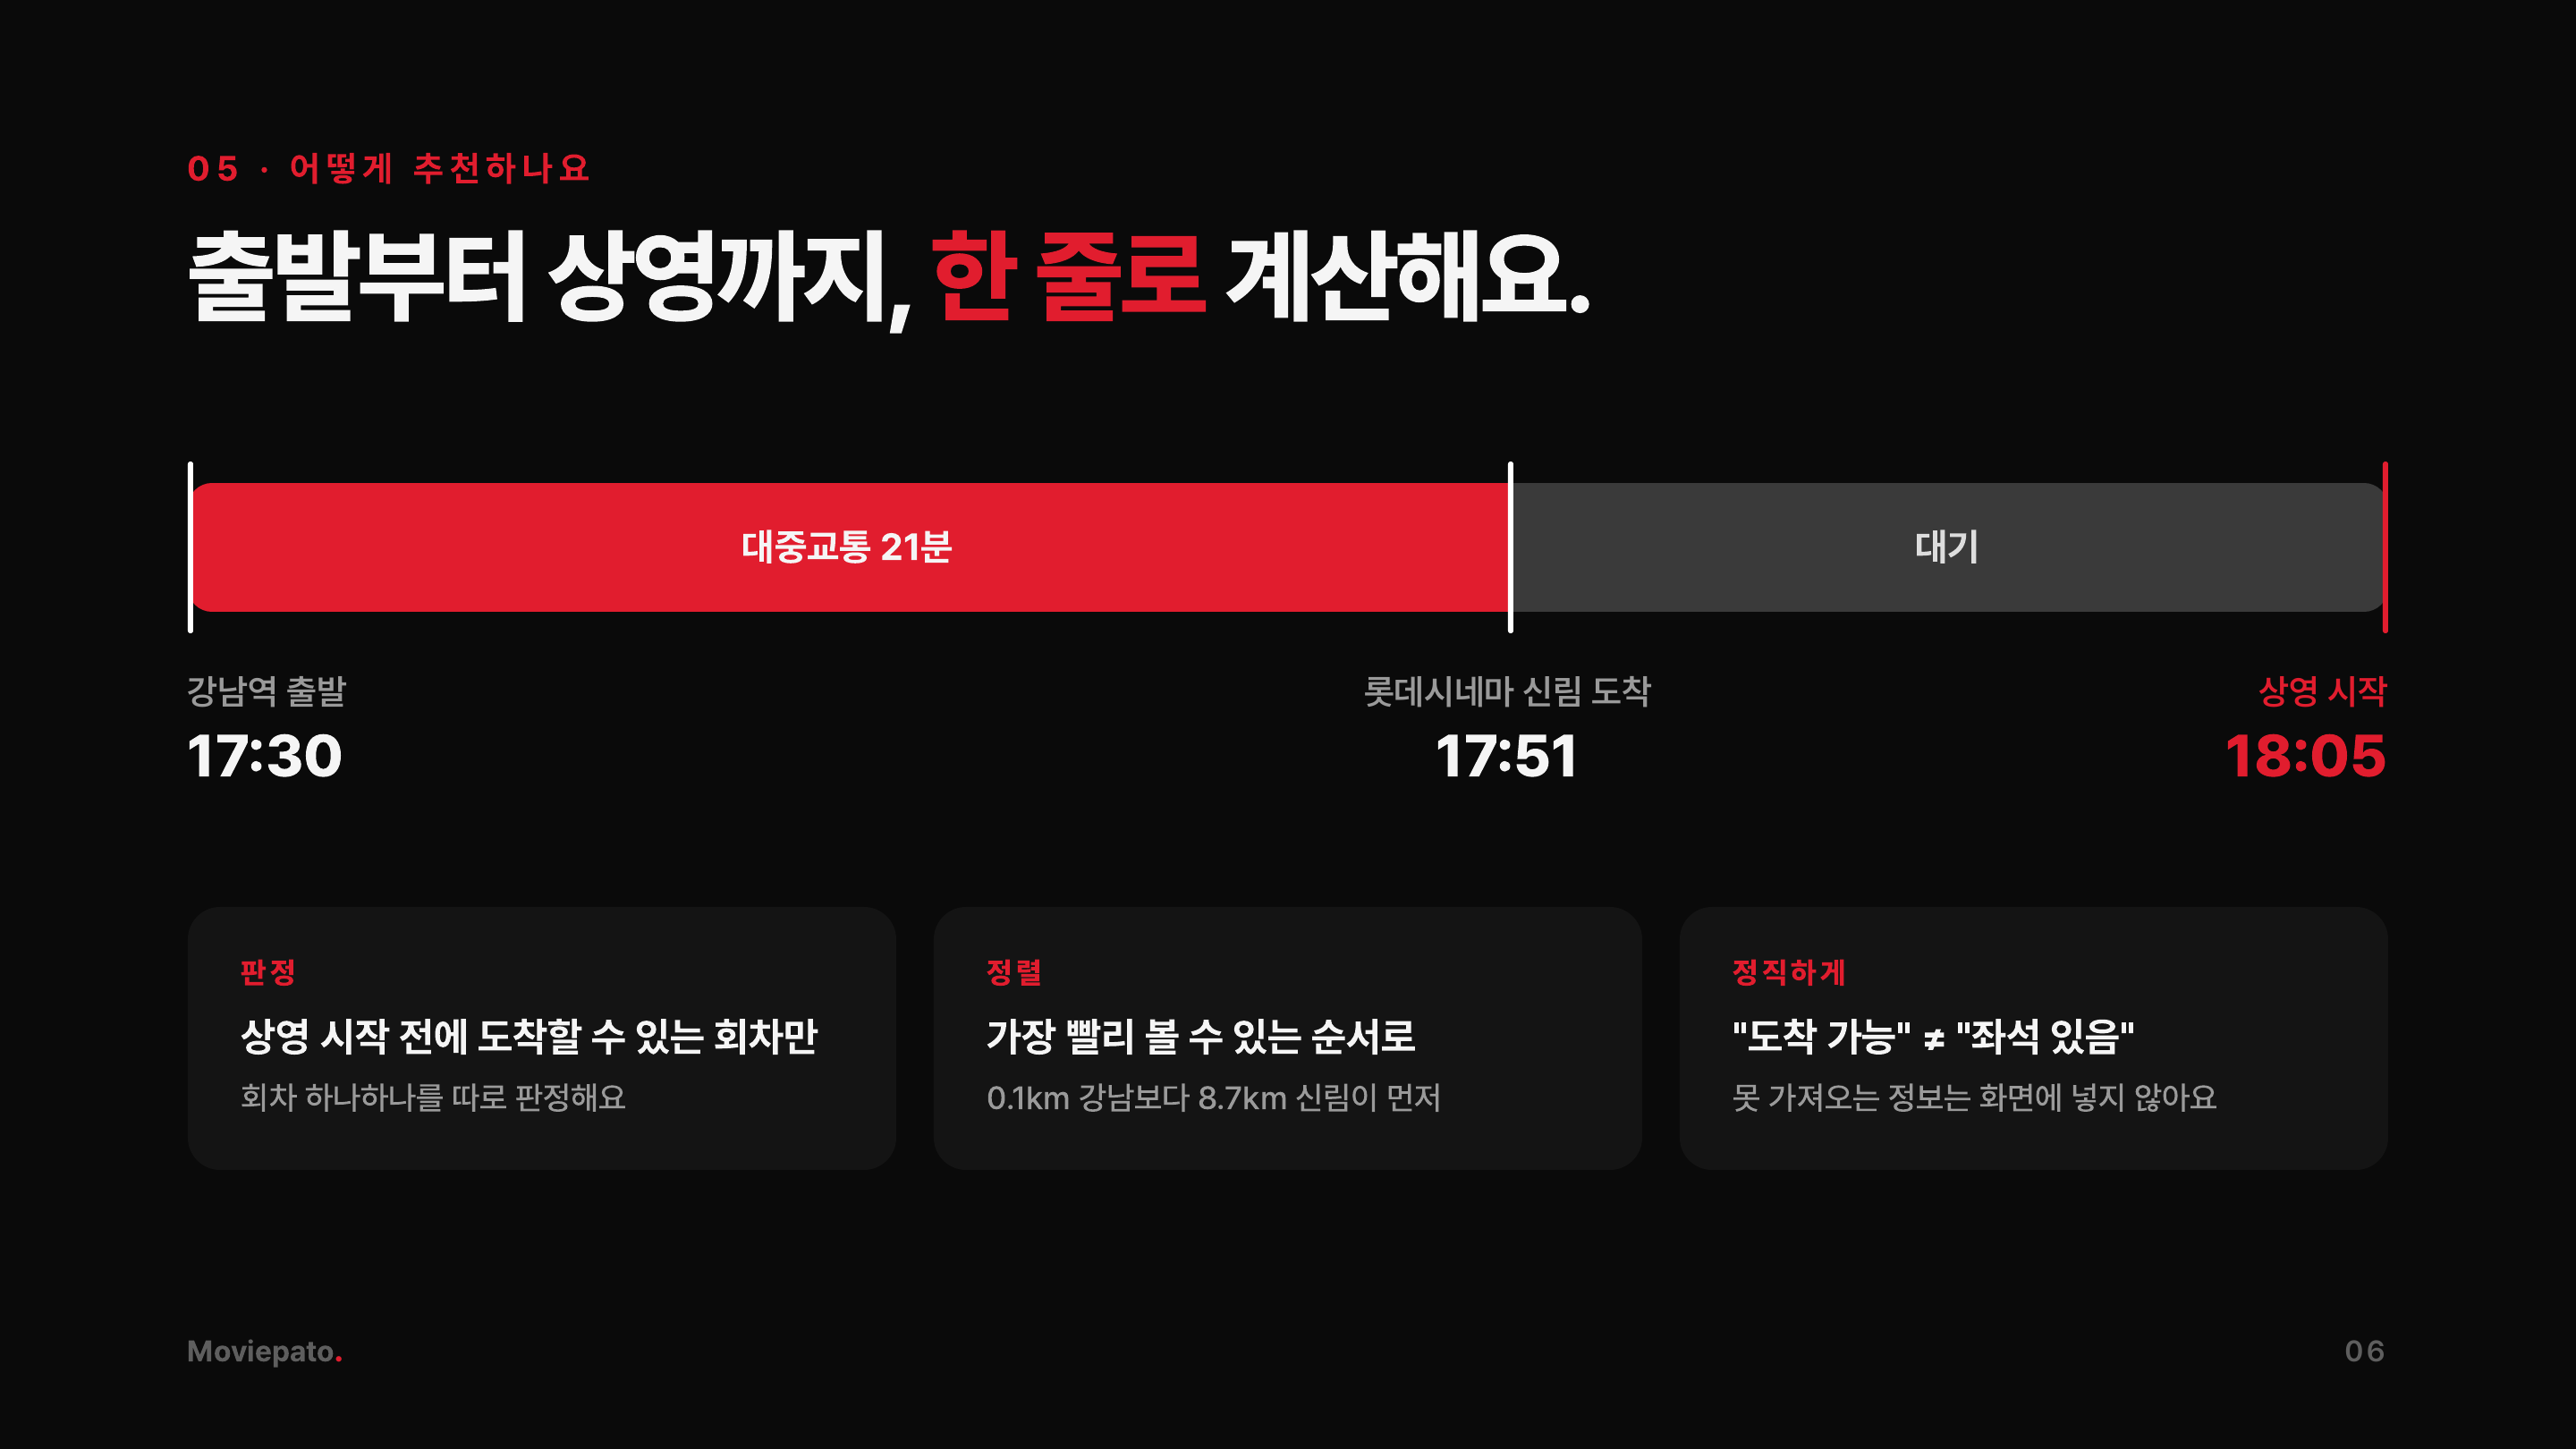 05 · 어떻게 추천하나요
출발부터 상영까지, 한 줄로 계산해요.
대중교통 21분
대기
강남역 출발
17:30
롯데시네마 신림 도착
17:51
상영 시작
18:05
판정
상영 시작 전에 도착할 수 있는 회차만
회차 하나하나를 따로 판정해요
정렬
가장 빨리 볼 수 있는 순서로
0.1km 강남보다 8.7km 신림이 먼저
정직하게
"도착 가능" ≠ "좌석 있음"
못 가져오는 정보는 화면에 넣지 않아요
Moviepato.
06